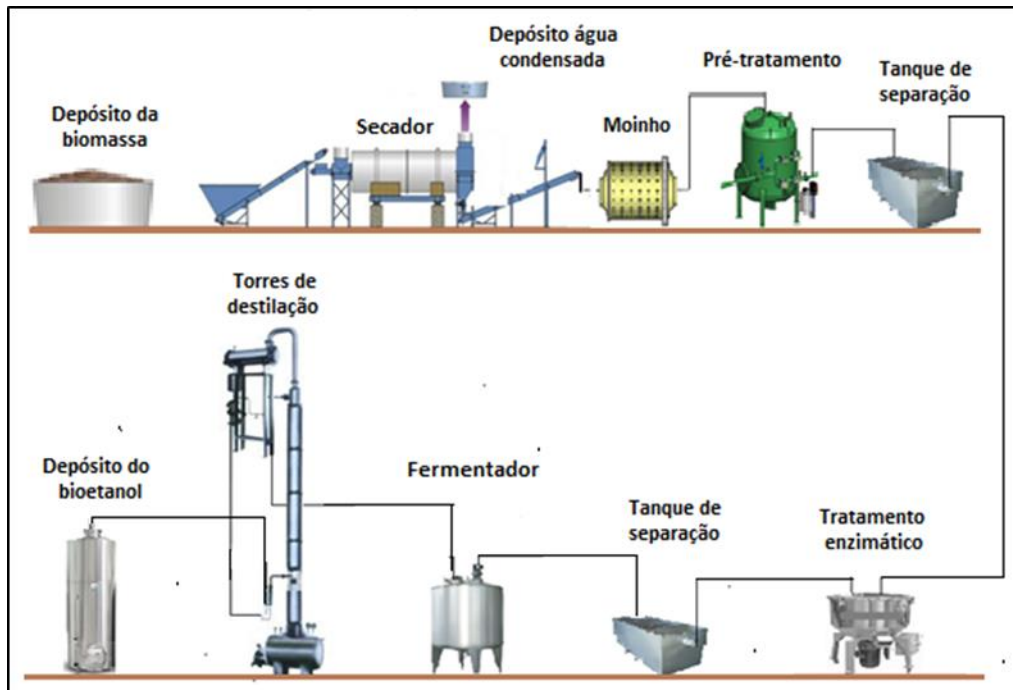 Depósito da
biomassa
Secador
Depósito água
condensada
Moinho
Pré-tratamento
Tanque de
separação
Torres de
destilação
Depósito do
bioetanol
Fermentador
Tanque de
separação
Tratamento
enzimático